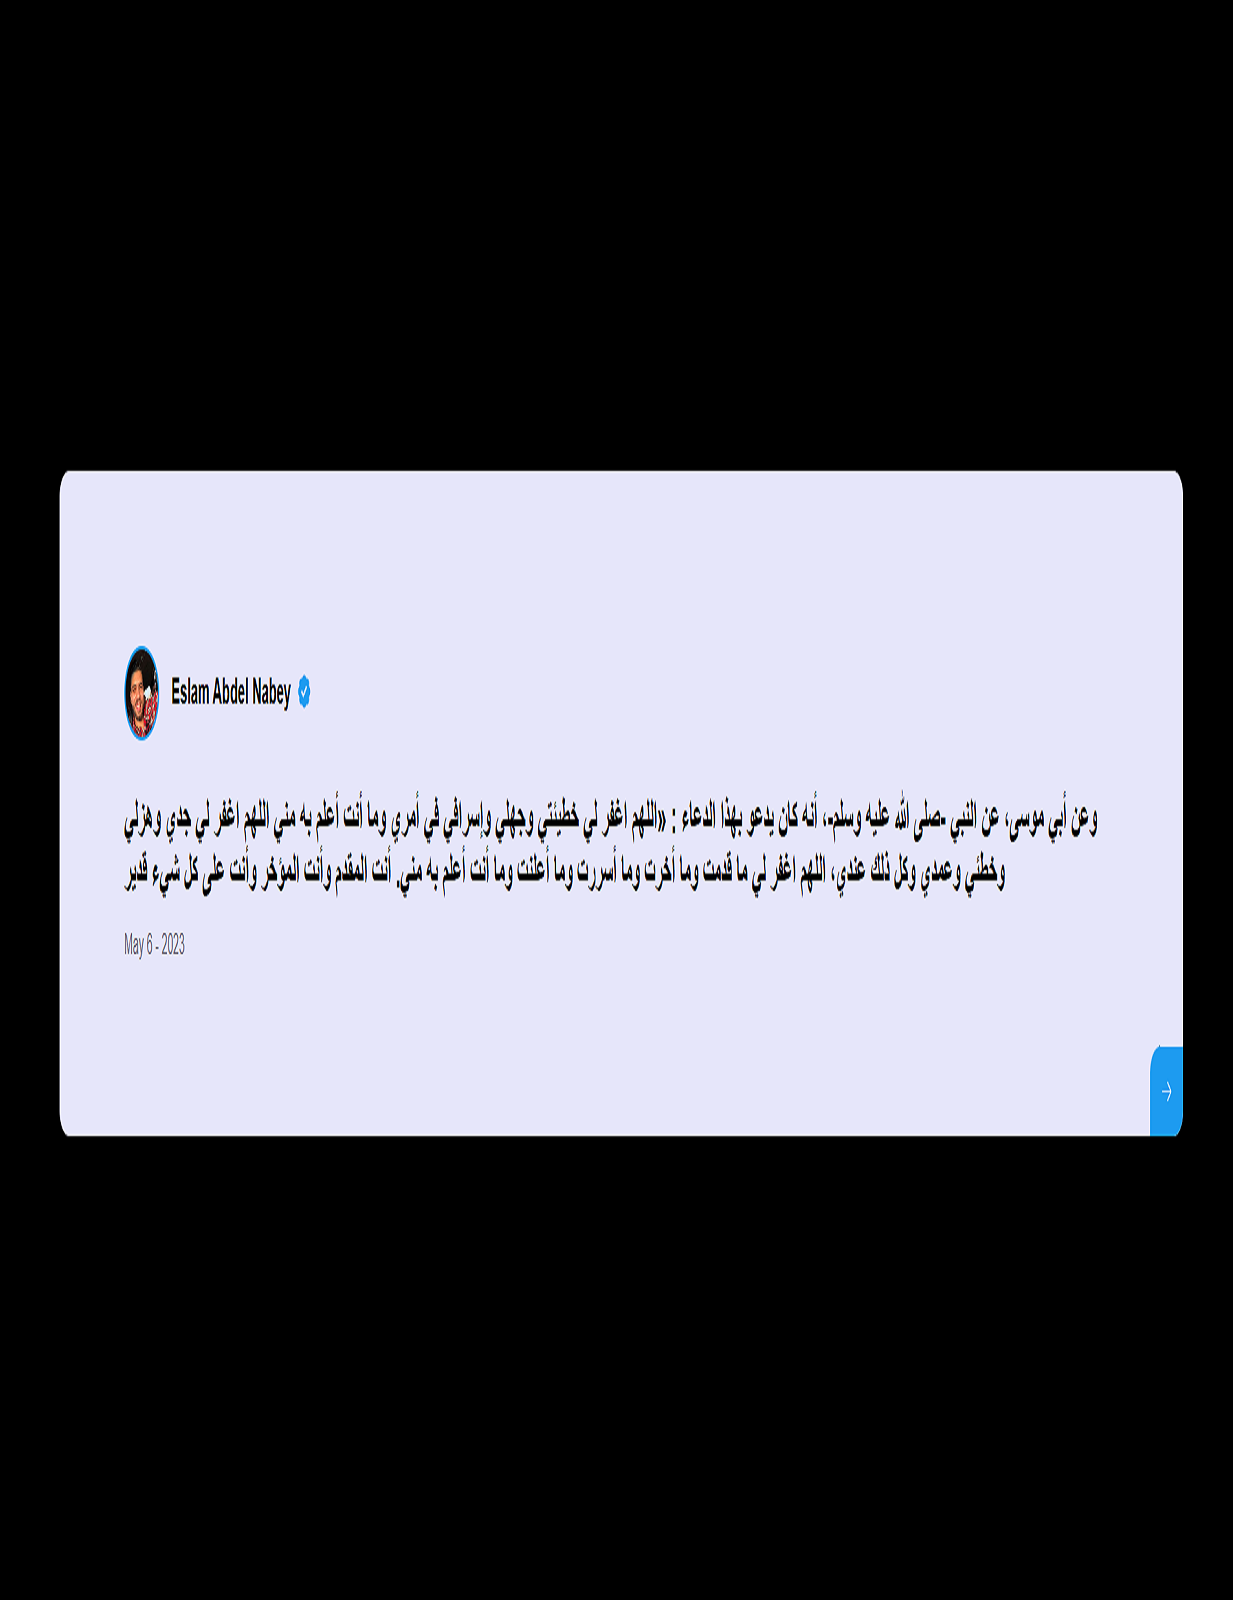 Eslam Abdel Nabey
وعن أبي موسى، عن النبي -صلى الله عليه وسلم-، أنه كان يدعو بهذا الدعاء : «اللهم اغفر لي خطيئتي وجهلي وإسرافي في أمري وما أنت أعلم به مني اللهم اغفر لي جدي وهزلي
وخطئي وعمدي وكل ذلك عندي، اللهم اغفر لي ما قدمت وما أخرت وما أسررت وما أعلنت وما أنت أعلم به مني. أنت المقدم وأنت المؤخر وأنت على كل شيء قدير
May 6 - 2023